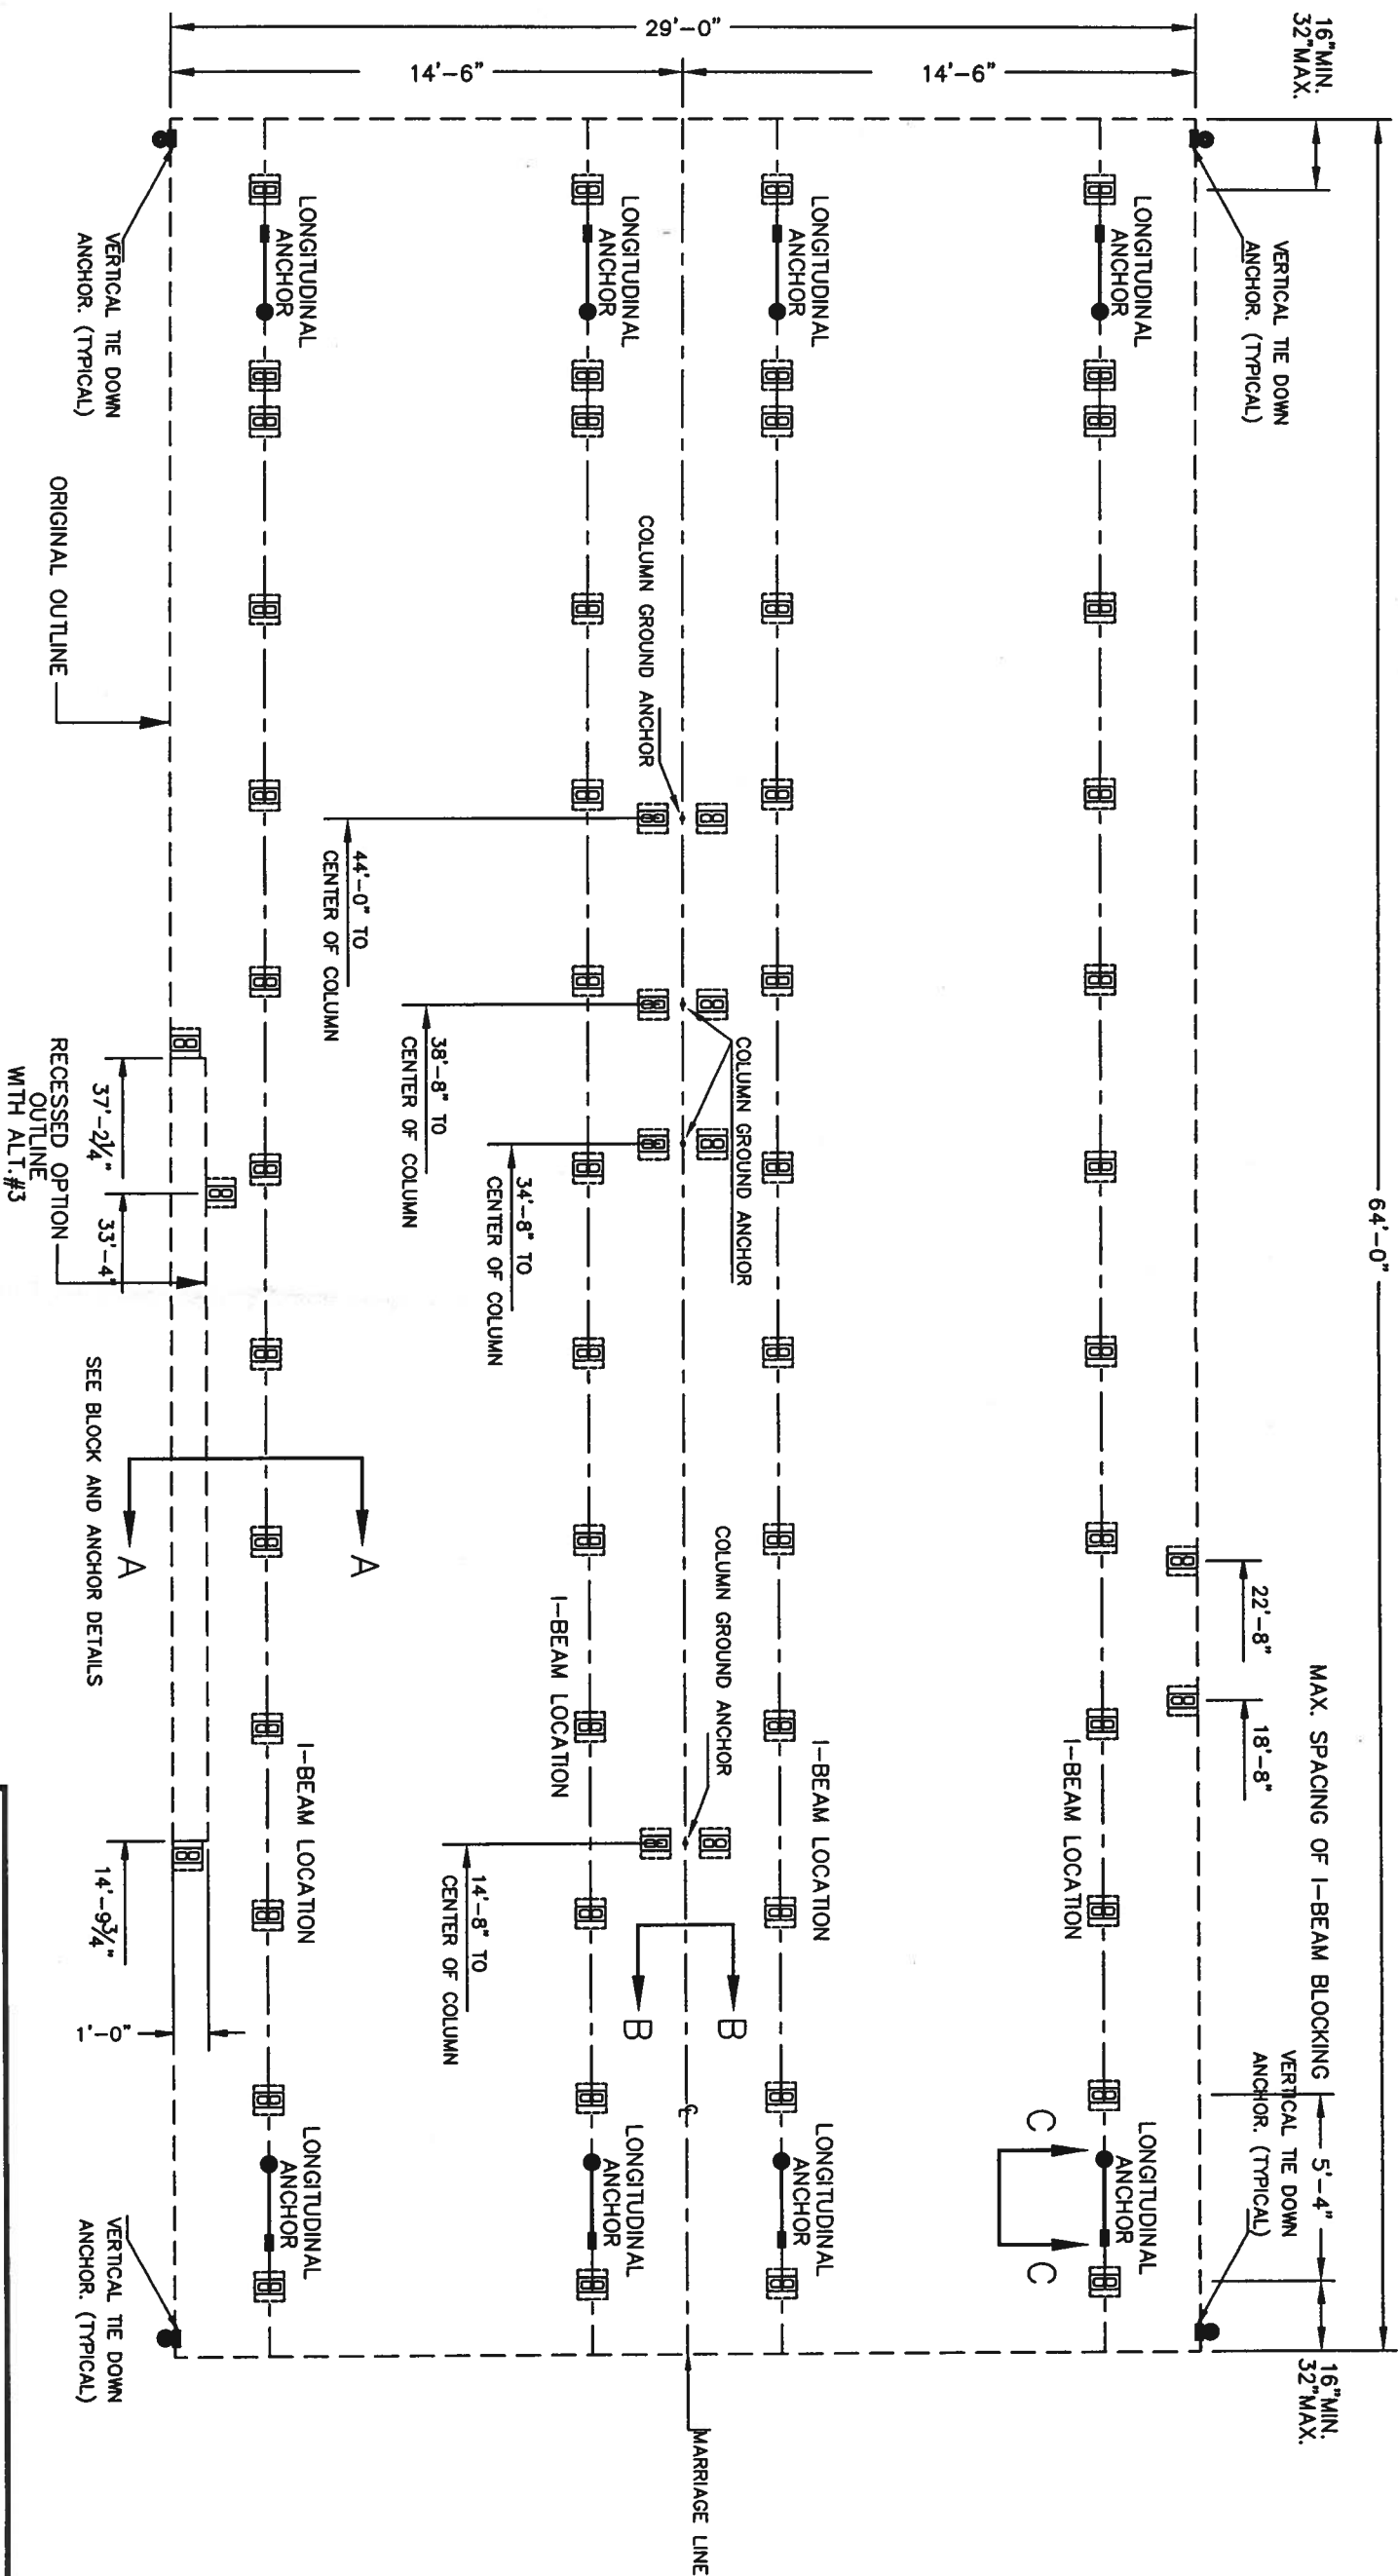 64'-0"
16"MIN.
32"MAX.
16"MIN.
32"MAX.
29'-0"
14'-6"
14'-6"
MAX. SPACING OF I-BEAM BLOCKING
5'-4"
VERTICAL TIE DOWN
ANCHOR. (TYPICAL)
22'-8"
18'-8"
VERTICAL TIE DOWN
ANCHOR. (TYPICAL)
LONGITUDINAL
ANCHOR
I-BEAM LOCATION
LONGITUDINAL
ANCHOR
C
C
LONGITUDINAL
ANCHOR
I-BEAM LOCATION
LONGITUDINAL
ANCHOR
COLUMN GROUND ANCHOR
COLUMN GROUND ANCHOR
COLUMN GROUND ANCHOR
B
B
℄
MARRIAGE LINE
LONGITUDINAL
ANCHOR
I-BEAM LOCATION
LONGITUDINAL
ANCHOR
44'-0" TO
CENTER OF COLUMN
38'-8" TO
CENTER OF COLUMN
34'-8" TO
CENTER OF COLUMN
14'-8" TO
CENTER OF COLUMN
LONGITUDINAL
ANCHOR
A
A
I-BEAM LOCATION
LONGITUDINAL
ANCHOR
VERTICAL TIE DOWN
ANCHOR. (TYPICAL)
ORIGINAL OUTLINE
37'-2¼"
33'-4"
RECESSED OPTION
OUTLINE
WITH ALT.#3
SEE BLOCK AND ANCHOR DETAILS
14'-9¾"
1'-0"
VERTICAL TIE DOWN
ANCHOR. (TYPICAL)